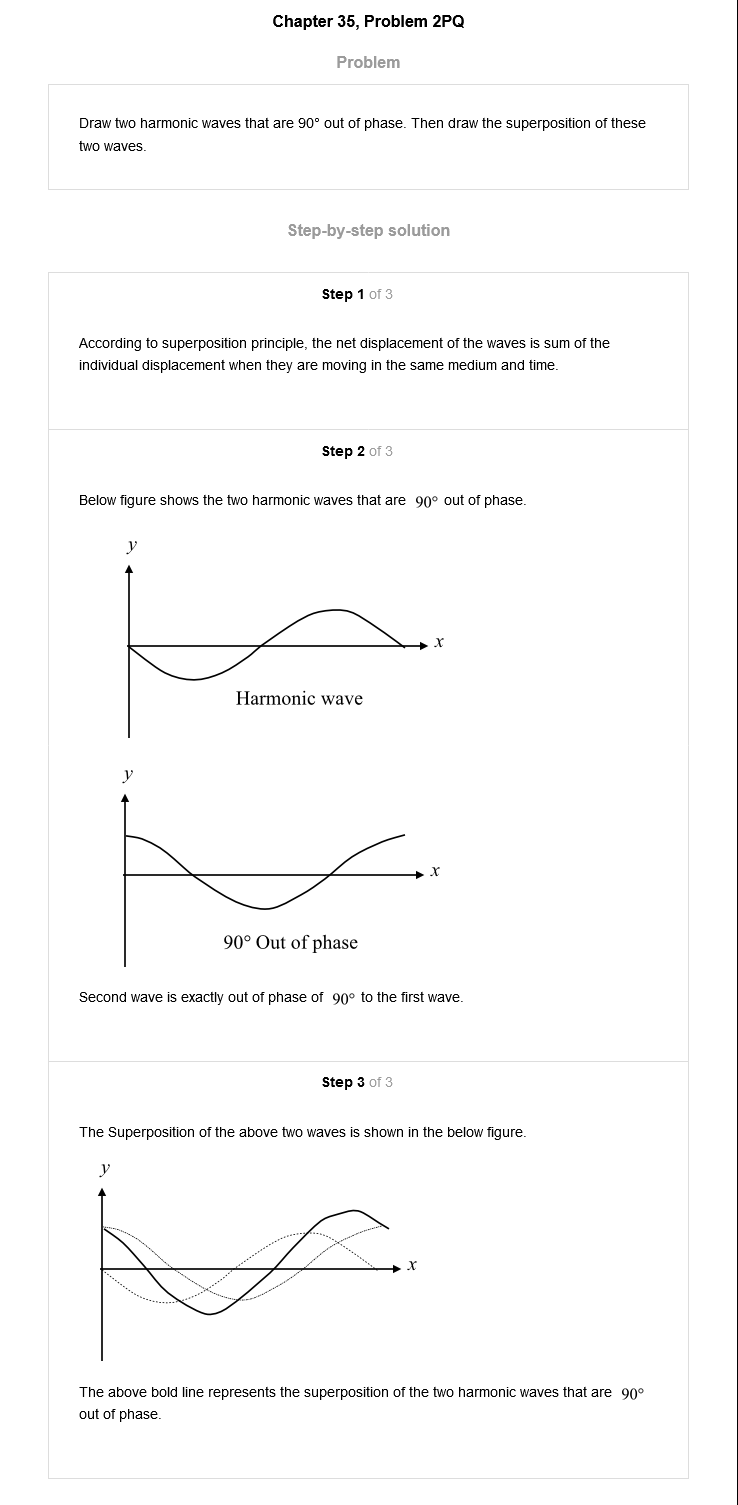 Chapter 35, Problem 2PQ
Problem
Draw two harmonic waves that are 90° out of phase. Then draw the superposition of these
two waves.
Step-by-step solution
Step 1 of 3
According to superposition principle, the net displacement of the waves is sum of the
individual displacement when they are moving in the same medium and time.
Step 2 of 3
Below figure shows the two harmonic waves that are 90° out of phase.
y
x
Harmonic wave
y
x
90° Out of phase
Second wave is exactly out of phase of 90° to the first wave.
Step 3 of 3
The Superposition of the above two waves is shown in the below figure.
y
x
The above bold line represents the superposition of the two harmonic waves that are 90°
out of phase.